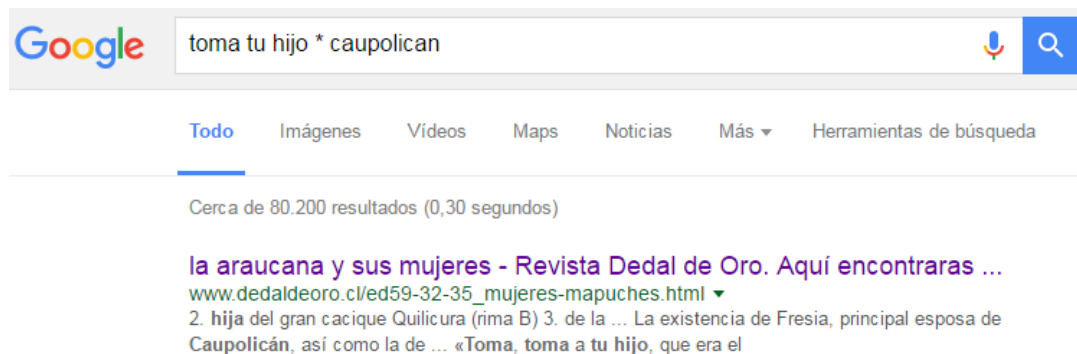 Google toma tu hijo * caupolican
Todo Imágenes Vídeos Maps Noticias Más Herramientas de búsqueda
Cerca de 80.200 resultados (0,30 segundos)
la araucana y sus mujeres - Revista Dedal de Oro. Aquí encontraras ...
www.dedaldeoro.cl/ed59-32-35_mujeres-mapuches.html
2. hija del gran cacique Quilicura (rima B) 3. de la ... La existencia de Fresia, principal esposa de
Caupolicán, así como la de ... «Toma, toma a tu hijo, que era el